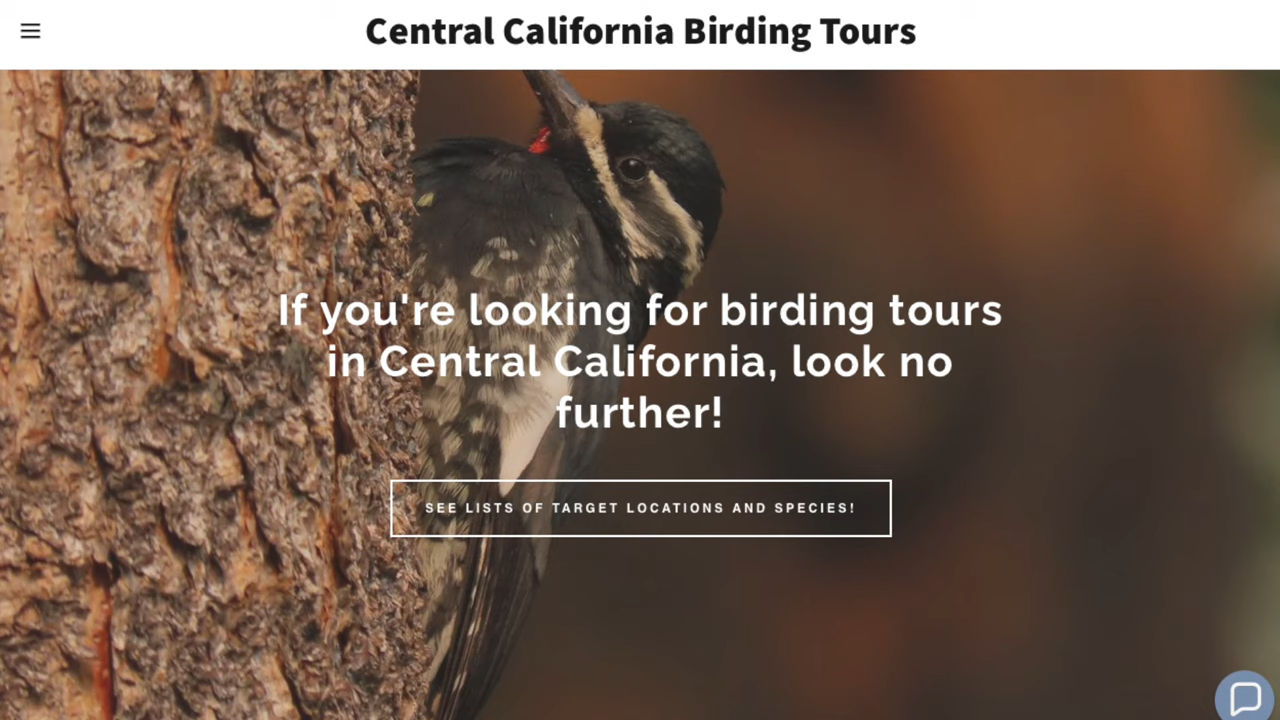 Central California Birding Tours
If you're looking for birding tours
in Central California, look no
further!
SEE LISTS OF TARGET LOCATIONS AND SPECIES!